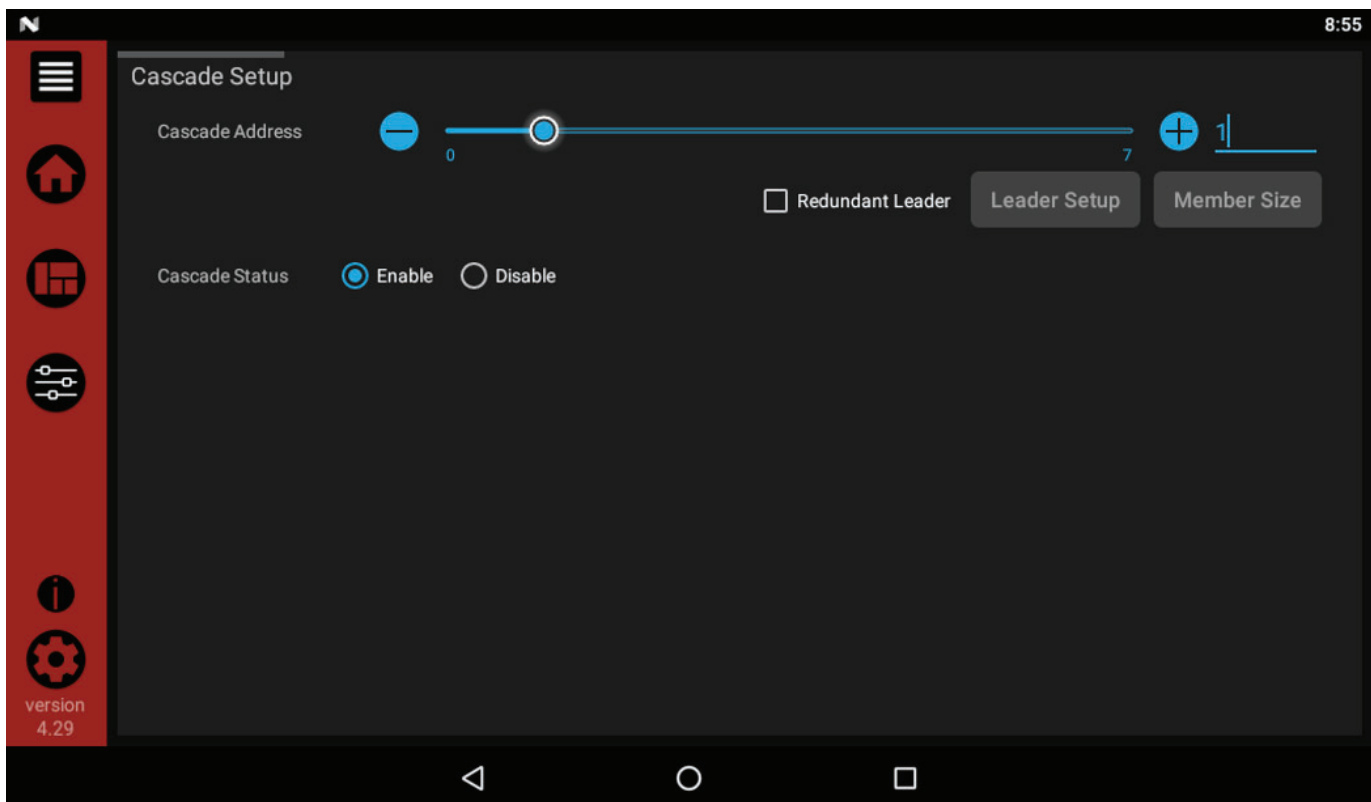 8:55
Cascade Setup
Cascade Address
0
7
1
Redundant Leader
Leader Setup
Member Size
Cascade Status
Enable
Disable
version
4.29